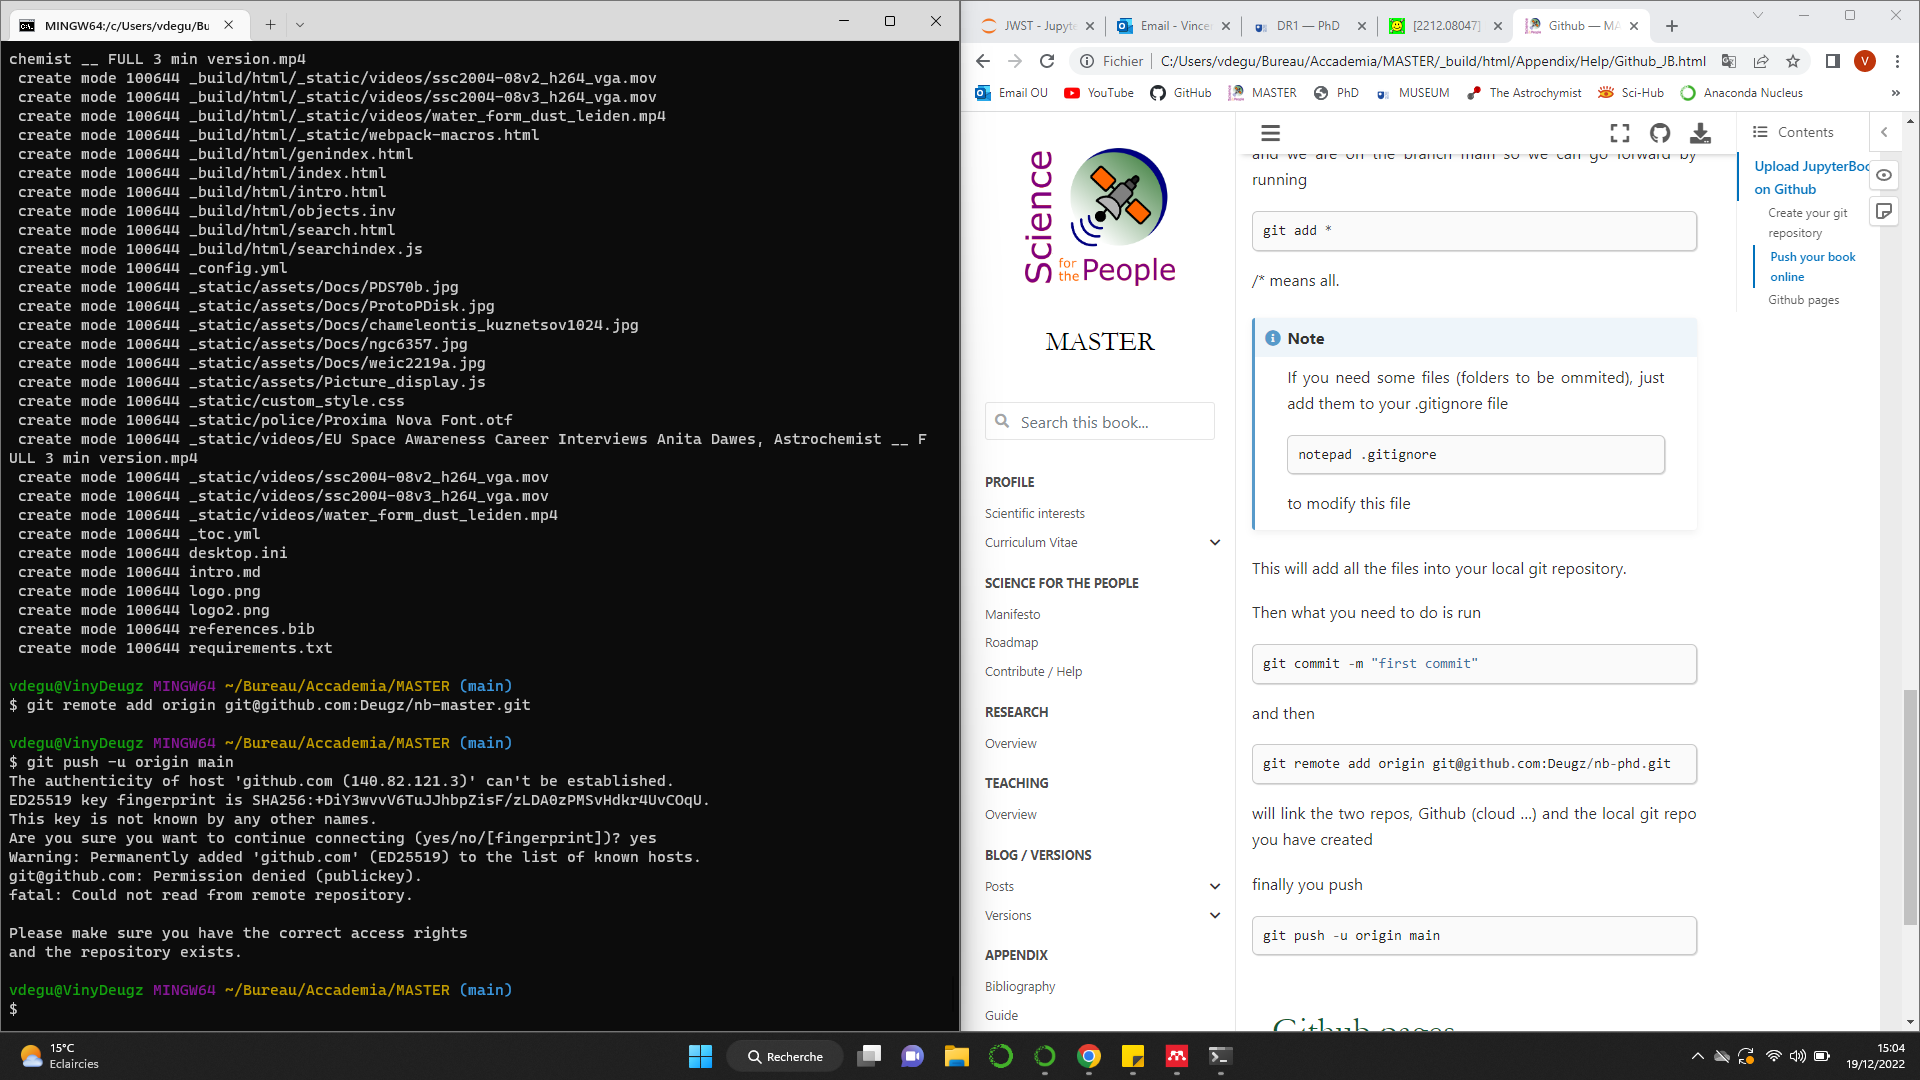 MINGW64:/c/Users/vdegu/Bu
chemist __ FULL 3 min version.mp4
create mode 100644 _build/html/_static/videos/ssc2004-08v2_h264_vga.mov
create mode 100644 _build/html/_static/videos/ssc2004-08v3_h264_vga.mov
create mode 100644 _build/html/_static/videos/water_form_dust_leiden.mp4
create mode 100644 _build/html/_static/webpack-macros.html
create mode 100644 _build/html/genindex.html
create mode 100644 _build/html/index.html
create mode 100644 _build/html/intro.html
create mode 100644 _build/html/objects.inv
create mode 100644 _build/html/search.html
create mode 100644 _build/html/searchindex.js
create mode 100644 _config.yml
create mode 100644 _static/assets/Docs/PDS70b.jpg
create mode 100644 _static/assets/Docs/ProtoPDisk.jpg
create mode 100644 _static/assets/Docs/chameleontis_kuznetsov1024.jpg
create mode 100644 _static/assets/Docs/ngc6357.jpg
create mode 100644 _static/assets/Docs/weic2219a.jpg
create mode 100644 _static/assets/Picture_display.js
create mode 100644 _static/custom_style.css
create mode 100644 _static/police/Proxima Nova Font.otf
create mode 100644 _static/videos/EU Space Awareness Career Interviews Anita Dawes, Astrochemist __ F
ULL 3 min version.mp4
create mode 100644 _static/videos/ssc2004-08v2_h264_vga.mov
create mode 100644 _static/videos/ssc2004-08v3_h264_vga.mov
create mode 100644 _static/videos/water_form_dust_leiden.mp4
create mode 100644 _toc.yml
create mode 100644 desktop.ini
create mode 100644 intro.md
create mode 100644 logo.png
create mode 100644 logo2.png
create mode 100644 references.bib
create mode 100644 requirements.txt
vdegu@VinyDeugz MINGW64 ~/Bureau/Accademia/MASTER (main)
$ git remote add origin git@github.com:Deugz/nb-master.git
vdegu@VinyDeugz MINGW64 ~/Bureau/Accademia/MASTER (main)
$ git push -u origin main
The authenticity of host 'github.com (140.82.121.3)' can't be established.
ED25519 key fingerprint is SHA256:+DiY3wvvV6TuJJhbpZisF/zLDA0zPMSvHdkr4UvCOqU.
This key is not known by any other names.
Are you sure you want to continue connecting (yes/no/[fingerprint])? yes
Warning: Permanently added 'github.com' (ED25519) to the list of known hosts.
git@github.com: Permission denied (publickey).
fatal: Could not read from remote repository.
Please make sure you have the correct access rights
and the repository exists.
vdegu@VinyDeugz MINGW64 ~/Bureau/Accademia/MASTER (main)
$
JWST - Jupyte
Email - Vince
DR1 — PhD
[2212.08047]
Github — MA
Fichier | C:/Users/vdegu/Bureau/Accademia/MASTER/_build/html/Appendix/Help/Github_JB.html
V
Email OU
YouTube
GitHub
MASTER
PhD
MUSEUM
The Astrochymist
Sci-Hub
Anaconda Nucleus
»
Science
for the People
MASTER
Search this book...
PROFILE
Scientific interests
Curriculum Vitae
SCIENCE FOR THE PEOPLE
Manifesto
Roadmap
Contribute / Help
RESEARCH
Overview
TEACHING
Overview
BLOG / VERSIONS
Posts
Versions
APPENDIX
Bibliography
Guide
and we are on the branch main so we can go forward by
running
git add *
/* means all.
Note
If you need some files (folders to be ommited), just
add them to your .gitignore file
notepad .gitignore
to modify this file
This will add all the files into your local git repository.
Then what you need to do is run
git commit -m "first commit"
and then
git remote add origin git@github.com:Deugz/nb-phd.git
will link the two repos, Github (cloud ...) and the local git repo
you have created
finally you push
git push -u origin main
Github pages
Contents
Upload JupyterBoo
on Github
Create your git
repository
Push your book
online
Github pages
15°C
Eclaircies
Recherche
15:04
19/12/2022